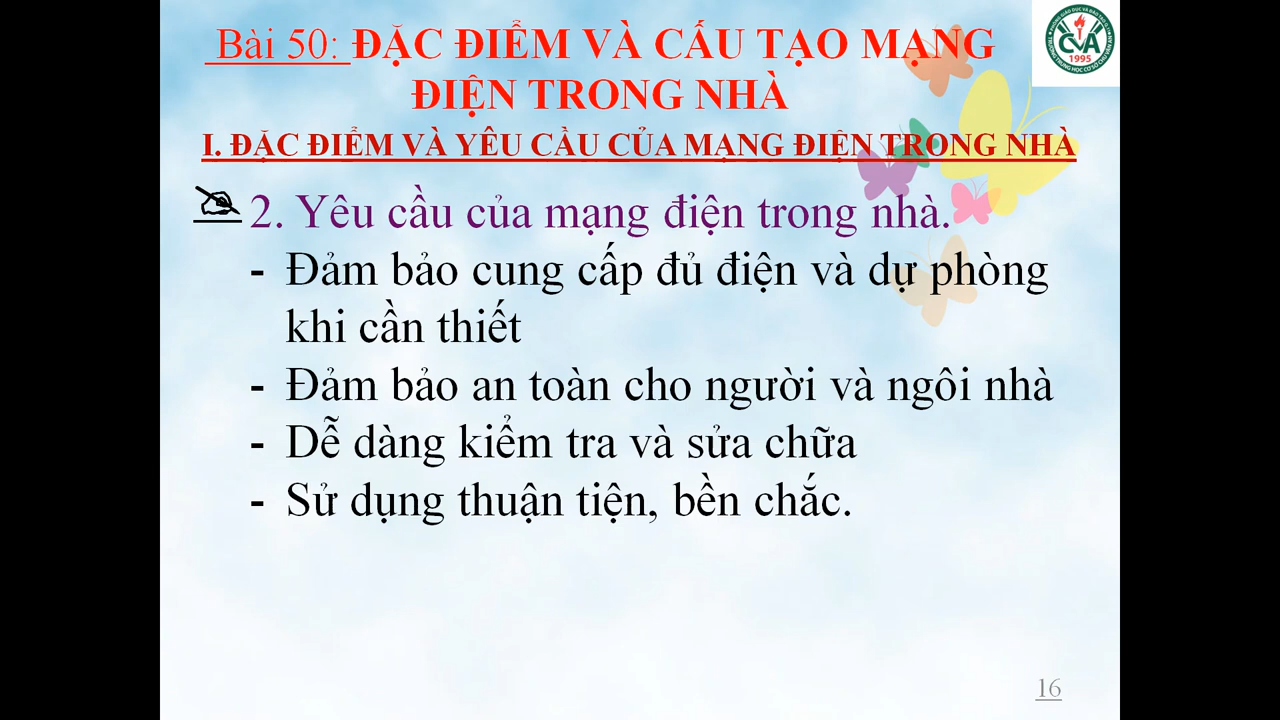 Bài 50: ĐẶC ĐIỂM VÀ CẤU TẠO MẠNG
ĐIỆN TRONG NHÀ
I. ĐẶC ĐIỂM VÀ YÊU CẦU CỦA MẠNG ĐIỆN TRONG NHÀ
2. Yêu cầu của mạng điện trong nhà.
- Đảm bảo cung cấp đủ điện và dự phòng
khi cần thiết
- Đảm bảo an toàn cho người và ngôi nhà
- Dễ dàng kiểm tra và sửa chữa
- Sử dụng thuận tiện, bền chắc.
CVA
1995
16